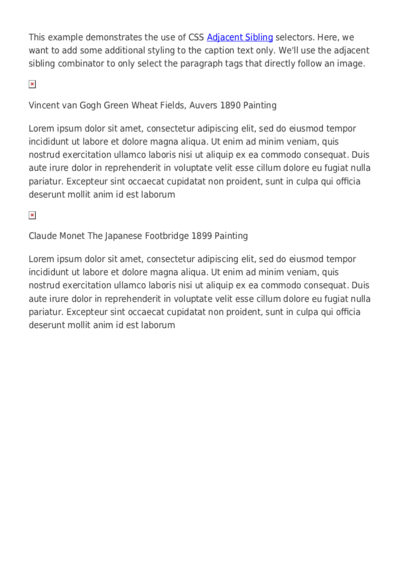 This example demonstrates the use of CSS Adjacent Sibling selectors. Here, we
want to add some additional styling to the caption text only. We'll use the adjacent
sibling combinator to only select the paragraph tags that directly follow an image.
Vincent van Gogh Green Wheat Fields, Auvers 1890 Painting
Lorem ipsum dolor sit amet, consectetur adipiscing elit, sed do eiusmod tempor
incididunt ut labore et dolore magna aliqua. Ut enim ad minim veniam, quis
nostrud exercitation ullamco laboris nisi ut aliquip ex ea commodo consequat. Duis
aute irure dolor in reprehenderit in voluptate velit esse cillum dolore eu fugiat nulla
pariatur. Excepteur sint occaecat cupidatat non proident, sunt in culpa qui officia
deserunt mollit anim id est laborum
Claude Monet The Japanese Footbridge 1899 Painting
Lorem ipsum dolor sit amet, consectetur adipiscing elit, sed do eiusmod tempor
incididunt ut labore et dolore magna aliqua. Ut enim ad minim veniam, quis
nostrud exercitation ullamco laboris nisi ut aliquip ex ea commodo consequat. Duis
aute irure dolor in reprehenderit in voluptate velit esse cillum dolore eu fugiat nulla
pariatur. Excepteur sint occaecat cupidatat non proident, sunt in culpa qui officia
deserunt mollit anim id est laborum